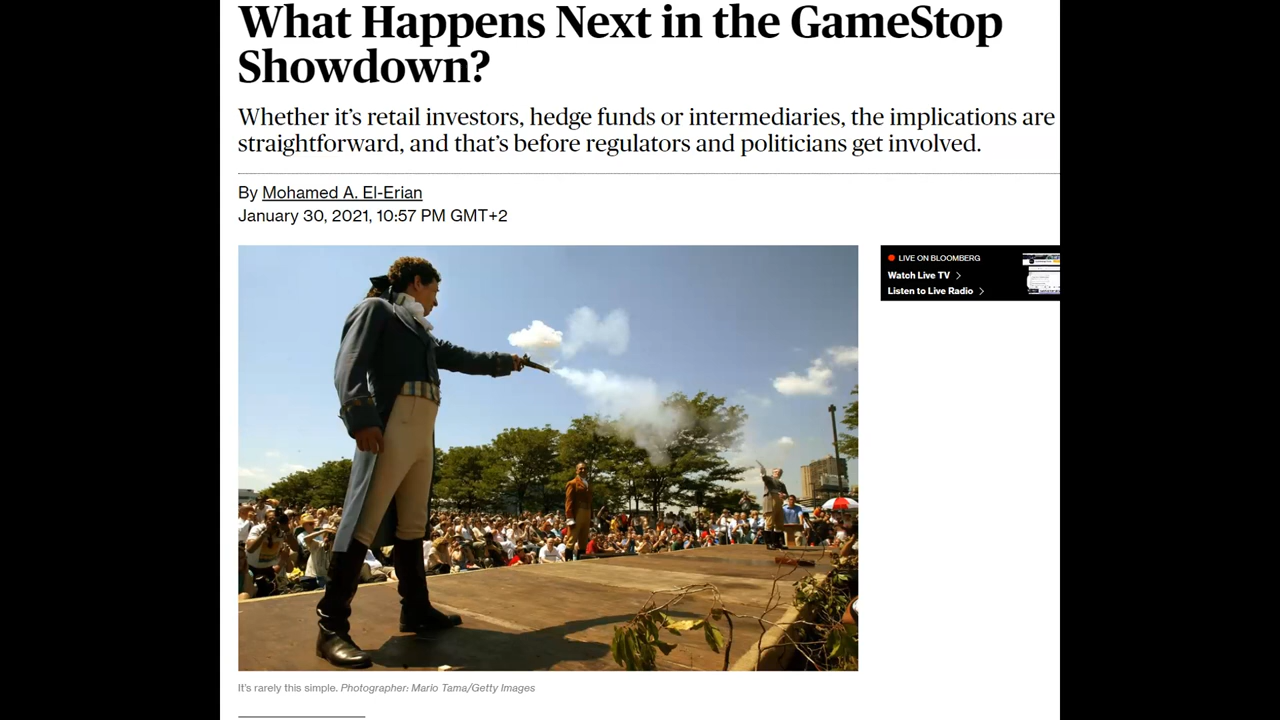 What Happens Next in the GameStop
Showdown?
Whether it’s retail investors, hedge funds or intermediaries, the implications are
straightforward, and that’s before regulators and politicians get involved.
By Mohamed A. El-Erian
January 30, 2021, 10:57 PM GMT+2
LIVE ON BLOOMBERG
Watch Live TV
Listen to Live Radio
It’s rarely this simple. Photographer: Mario Tama/Getty Images